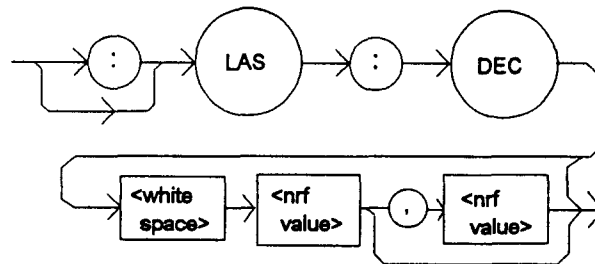 : LAS : DEC
<white space> <nrf value> , <nrf value>